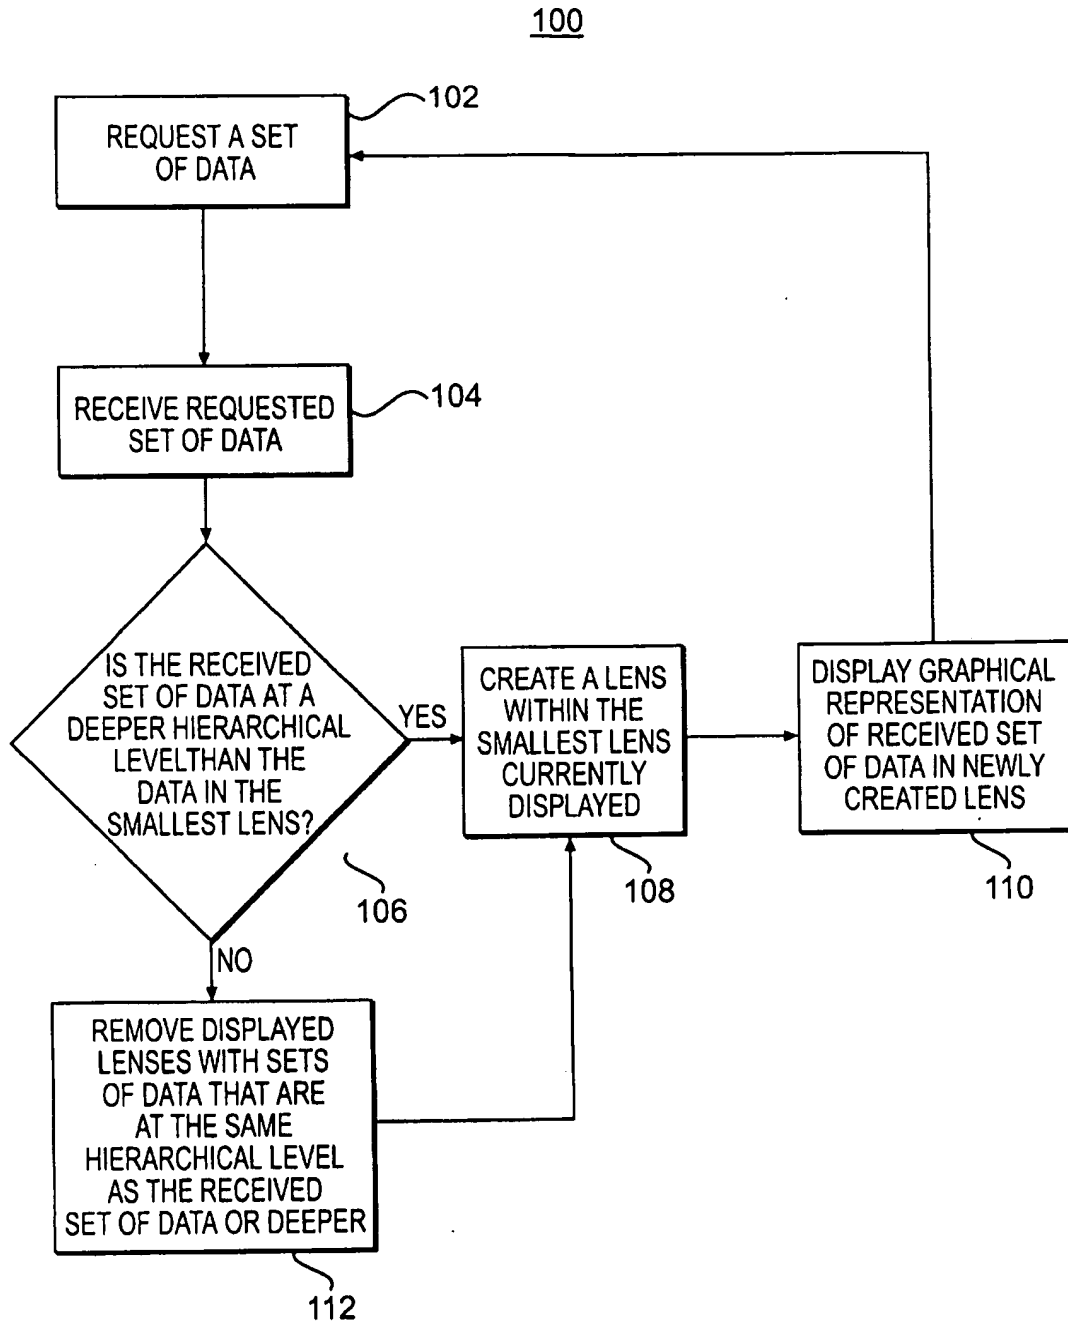 100
102
REQUEST A SET
OF DATA
104
RECEIVE REQUESTED
SET OF DATA
IS THE RECEIVED
SET OF DATA AT A
DEEPER HIERARCHICAL
LEVELTHAN THE
DATA IN THE
SMALLEST LENS?
106
YES
NO
CREATE A LENS
WITHIN THE
SMALLEST LENS
CURRENTLY
DISPLAYED
108
DISPLAY GRAPHICAL
REPRESENTATION
OF RECEIVED SET
OF DATA IN NEWLY
CREATED LENS
110
REMOVE DISPLAYED
LENSES WITH SETS
OF DATA THAT ARE
AT THE SAME
HIERARCHICAL LEVEL
AS THE RECEIVED
SET OF DATA OR DEEPER
112